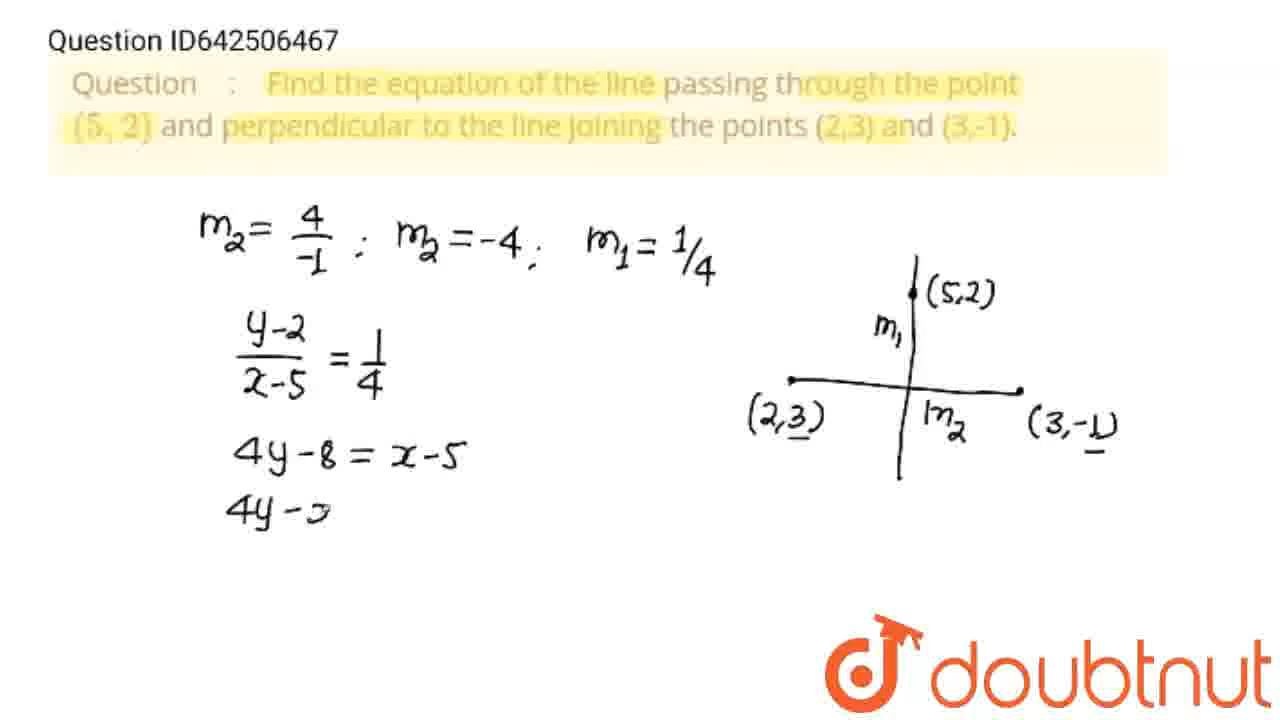 Question ID642506467
Question : Find the equation of the line passing through the point
(5, 2) and perpendicular to the line joining the points (2,3) and (3,-1).
m₂ = 4/-1 ; m₂ = -4 ; m₁ = 1/4
y-2/x-5 = 1/4
4y - 8 = x - 5
4y -
(5,2)
m₁
(2,3)
m₂
(3,-1)
doubtnut